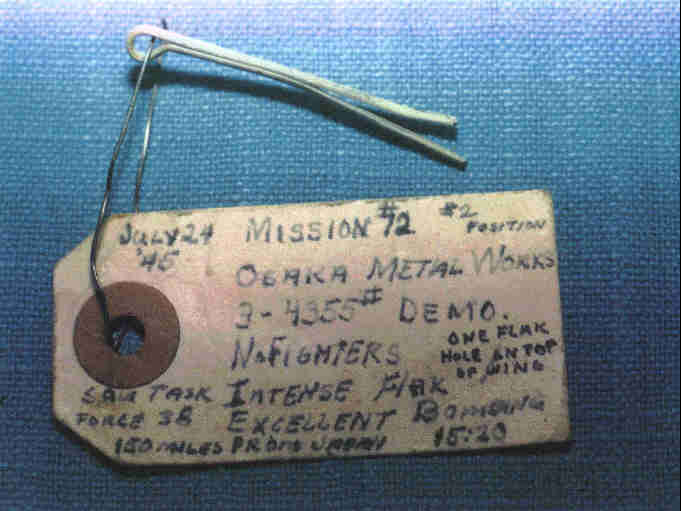 JULY 24 MISSION #12 #2
'45 POSITION
OSAKA METAL WORKS
3-4355# DEMO.
NO FIGHTERS ONE FLAK
HOLE ON TOP
OF WING
SAW TASK INTENSE FLAK
FORCE 38 EXCELLENT BOMBING
150 MILES FROM JAPAN 15:20